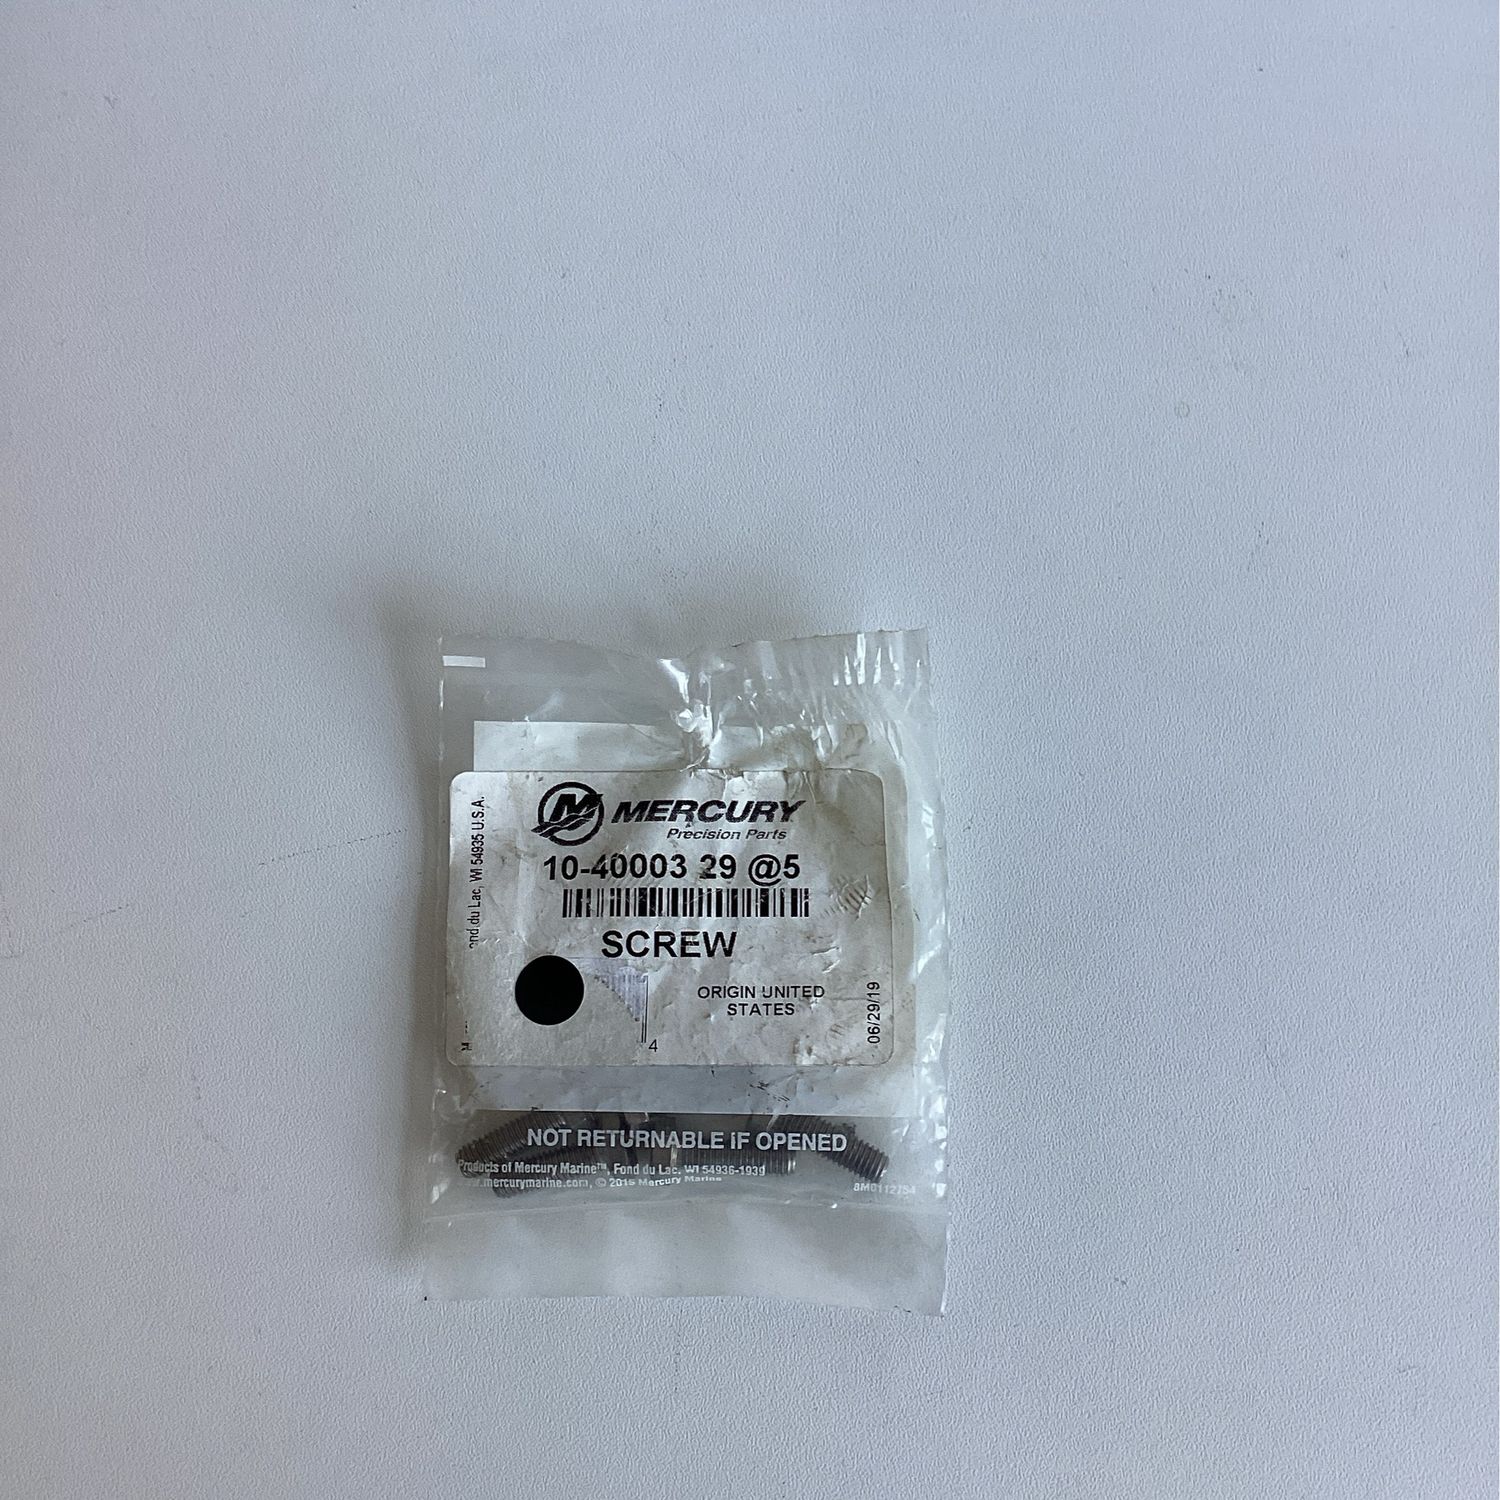 MERCURY
Precision Parts
10-40003 29 @5
SCREW
ORIGIN UNITED
STATES
4
06/29/19
du Lac, WI 54935 U.S.A.
NOT RETURNABLE IF OPENED
Products of Mercury Marine™, Fond du Lac, WI 54936-1939
www.mercurymarine.com, © 2015 Mercury Marine
8M0112754